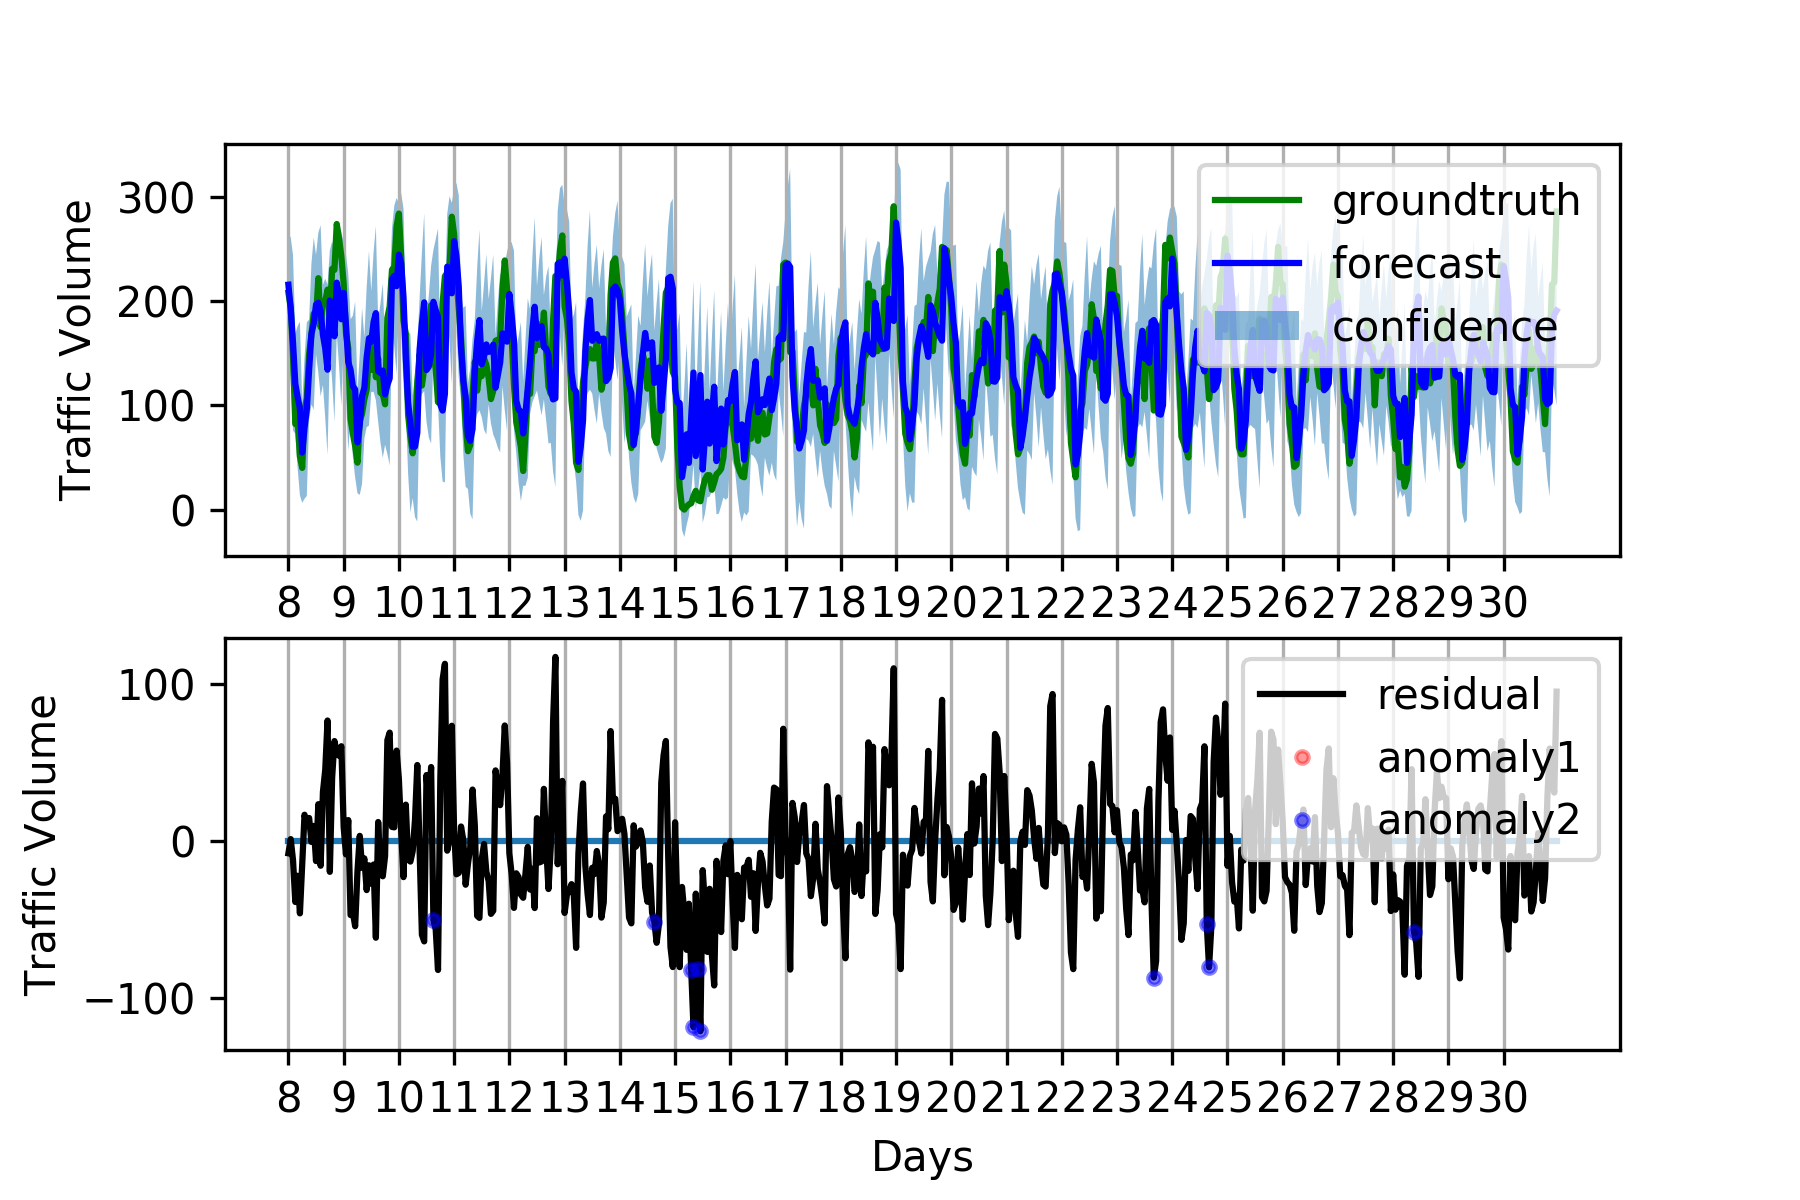 Traffic Volume
300
200
100
0
groundtruth
forecast
confidence
8 9 10 11 12 13 14 15 16 17 18 19 20 21 22 23 24 25 26 27 28 29 30
Traffic Volume
100
0
−100
residual
anomaly1
anomaly2
8 9 10 11 12 13 14 15 16 17 18 19 20 21 22 23 24 25 26 27 28 29 30
Days